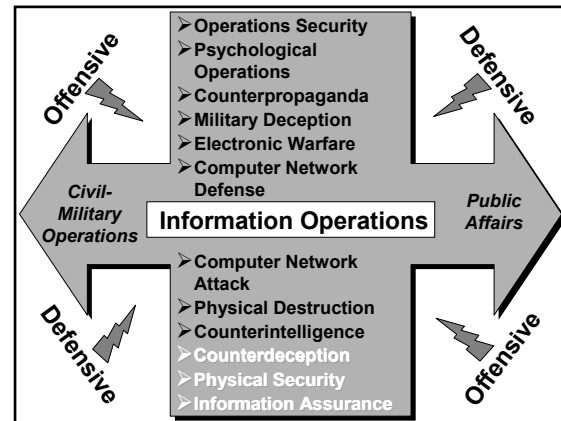 Offensive
Defensive
➢Operations Security
➢Psychological
Operations
➢Counterpropaganda
➢Military Deception
➢Electronic Warfare
➢Computer Network
Defense
Civil-
Military
Operations
Information Operations
Public
Affairs
➢Computer Network
Attack
➢Physical Destruction
➢Counterintelligence
➢Counterdeception
➢Physical Security
➢Information Assurance
Defensive
Offensive